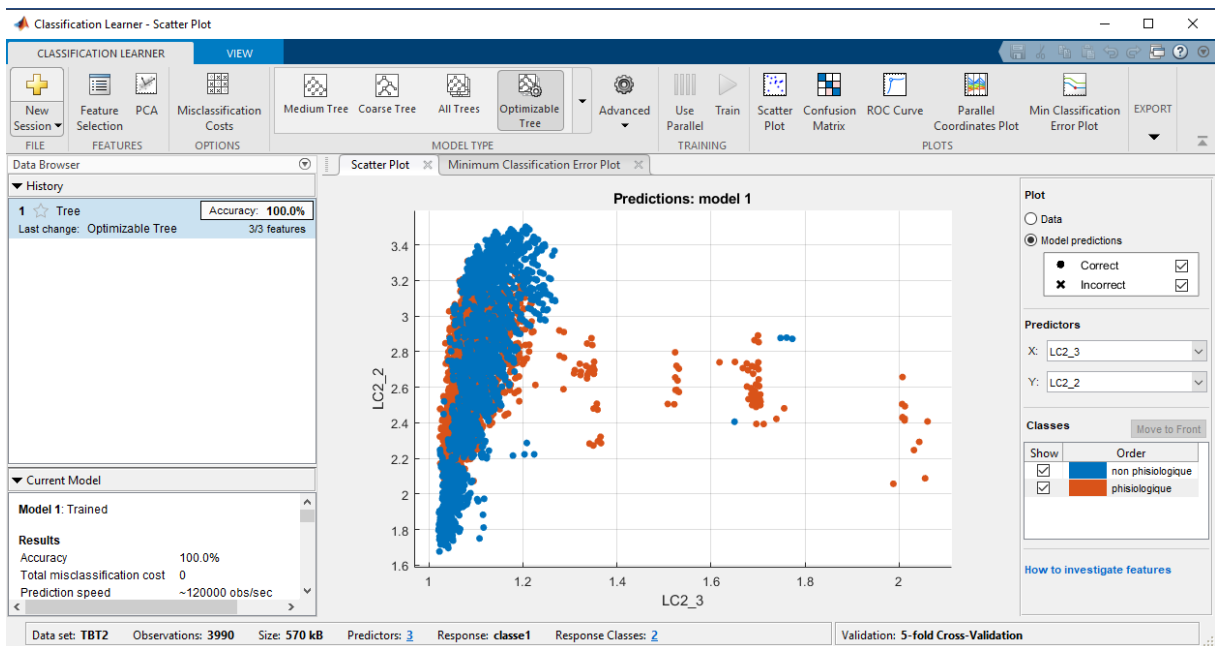 Classification Learner - Scatter Plot
CLASSIFICATION LEARNER VIEW
New Session
Feature Selection
PCA
Misclassification Costs
Medium Tree
Coarse Tree
All Trees
Optimizable Tree
Advanced
Use Parallel
Train
Scatter Plot
Confusion Matrix
ROC Curve
Parallel Coordinates Plot
Min Classification Error Plot
EXPORT
FILE FEATURES OPTIONS MODEL TYPE TRAINING PLOTS
Data Browser
History
1 Tree Accuracy: 100.0%
Last change: Optimizable Tree 3/3 features
Current Model
Model 1: Trained
Results
Accuracy 100.0%
Total misclassification cost 0
Prediction speed ~120000 obs/sec
Scatter Plot Minimum Classification Error Plot
Predictions: model 1
LC2_2
3.4
3.2
3
2.8
2.6
2.4
2.2
2
1.8
1.6
1 1.2 1.4 1.6 1.8 2
LC2_3
Plot
Data
Model predictions
Correct
Incorrect
Predictors
X: LC2_3
Y: LC2_2
Classes Move to Front
Show Order
non phisiologique
phisiologique
How to investigate features
Data set: TBT2 Observations: 3990 Size: 570 kB Predictors: 3 Response: classe1 Response Classes: 2 Validation: 5-fold Cross-Validation